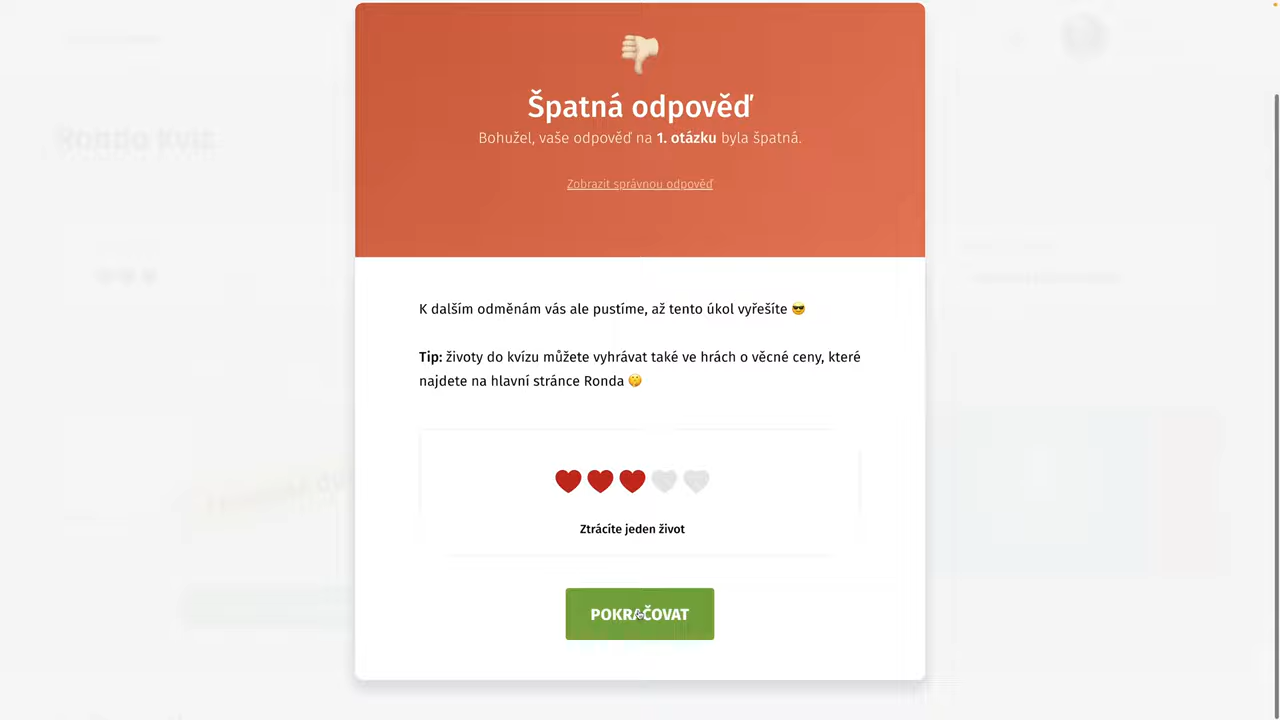 Špatná odpověď
Bohužel, vaše odpověď na 1. otázku byla špatná.
Zobrazit správnou odpověď
Rondo Kvíz
K dalším odměnám vás ale pustíme, až tento úkol vyřešíte 😎
Tip: životy do kvízu můžete vyhrávat také ve hrách o věcné ceny, které
najdete na hlavní stránce Ronda 🤫
Ztrácíte jeden život
POKRAČOVAT